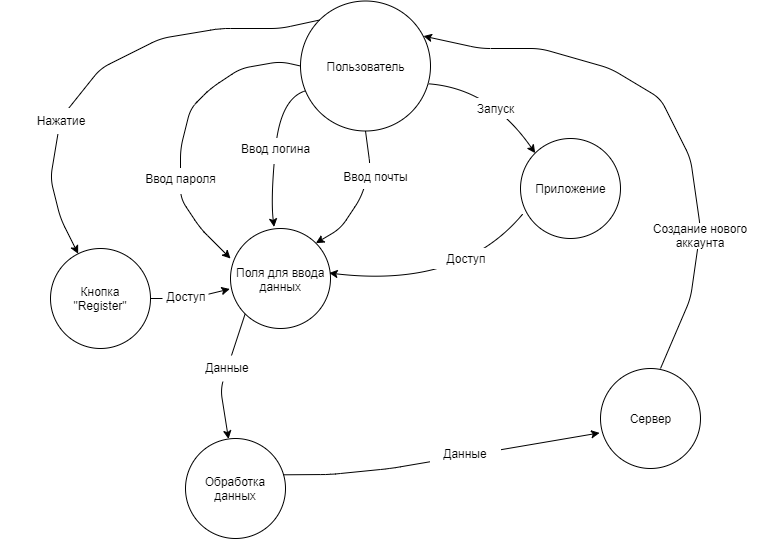 Пользователь
Запуск
Нажатие
Ввод логина
Ввод почты
Ввод пароля
Приложение
Создание нового
аккаунта
Доступ
Поля для ввода
данных
Кнопка
"Register"
Доступ
Данные
Сервер
Данные
Обработка
данных